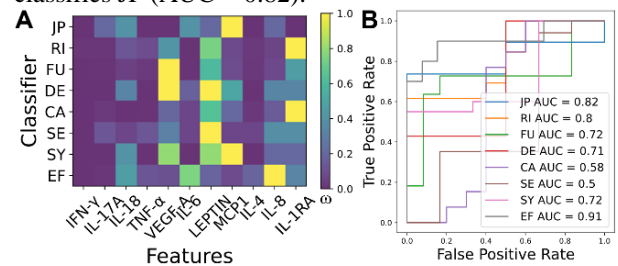 classifies JP (AUC = 0.82).
A
Classifier
JP
RI
FU
DE
CA
SE
SY
EF
IFN-γ
IL-17A
IL-18
TNF-α
VEGF-A
IL-6
LEPTIN
MCP1
IL-4
IL-8
IL-1RA
Features
1.0
0.8
0.6
0.4
0.2
0.0
ω
B
True Positive Rate
1.0
0.8
0.6
0.4
0.2
0.0
JP AUC = 0.82
RI AUC = 0.8
FU AUC = 0.72
DE AUC = 0.71
CA AUC = 0.58
SE AUC = 0.5
SY AUC = 0.72
EF AUC = 0.91
0.0 0.2 0.4 0.6 0.8 1.0
False Positive Rate